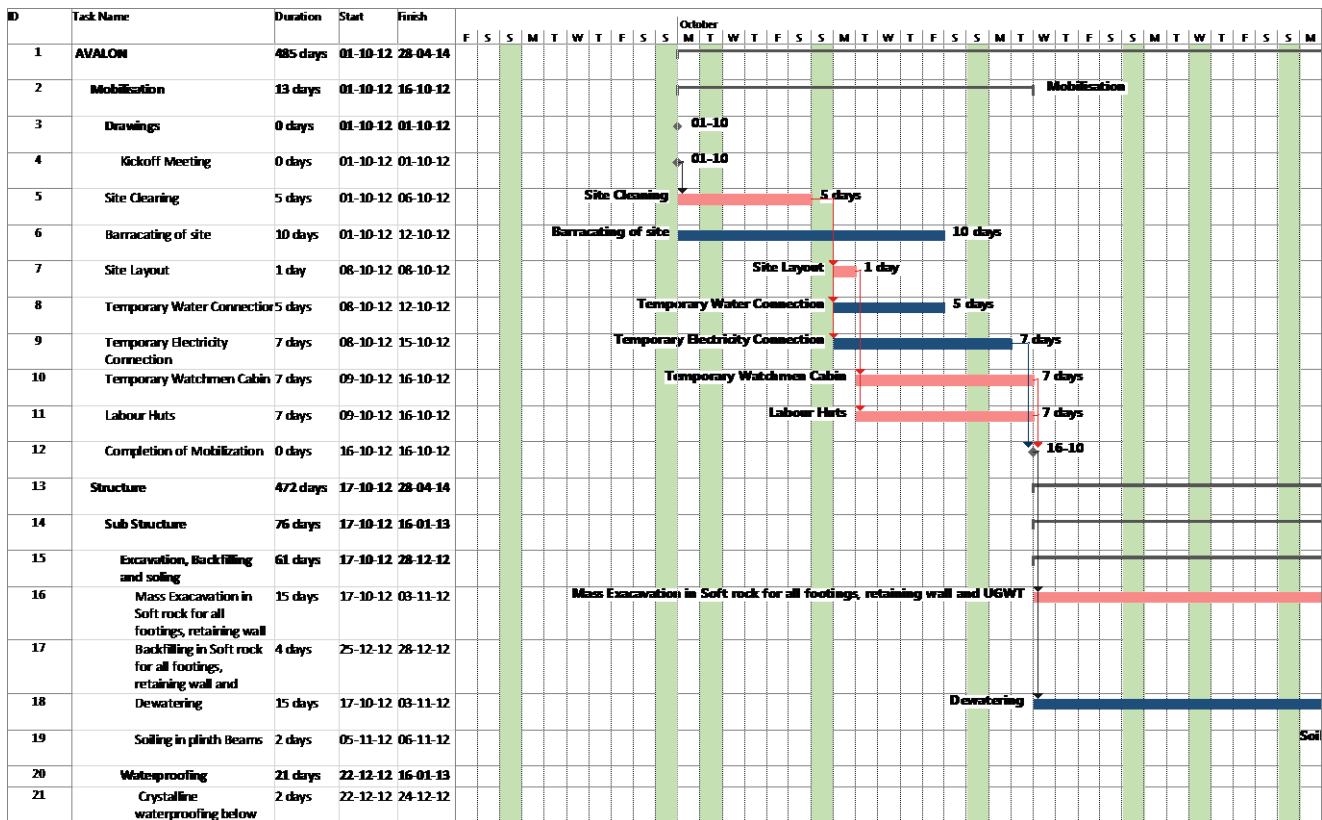 ID Task Name Duration Start Finish
October
F S S M T W T F S S M T W T F S S M T W T F S S M T W T F S S M T W T F S S M
1 AVALON 485 days 01-10-12 28-04-14
2 Mobilisation 13 days 01-10-12 16-10-12 Mobilisation
3 Drawings 0 days 01-10-12 01-10-12 01-10
4 Kickoff Meeting 0 days 01-10-12 01-10-12 01-10
5 Site Cleaning 5 days 01-10-12 06-10-12 Site Cleaning 5 days
6 Barracating of site 10 days 01-10-12 12-10-12 Barracating of site 10 days
7 Site Layout 1 day 08-10-12 08-10-12 Site Layout 1 day
8 Temporary Water Connection 5 days 08-10-12 12-10-12 Temporary Water Connection 5 days
9 Temporary Electricity 7 days 08-10-12 15-10-12 Temporary Electricity Connection 7 days
Connection
10 Temporary Watchmen Cabin 7 days 09-10-12 16-10-12 Temporary Watchmen Cabin 7 days
11 Labour Huts 7 days 09-10-12 16-10-12 Labour Huts 7 days
12 Completion of Mobilization 0 days 16-10-12 16-10-12 16-10
13 Structure 472 days 17-10-12 28-04-14
14 Sub Structure 76 days 17-10-12 16-01-13
15 Excavation, Backfilling 61 days 17-10-12 28-12-12
and soling
16 Mass Exacavation in 15 days 17-10-12 03-11-12 Mass Exacavation in Soft rock for all footings, retaining wall and UGWT
Soft rock for all
footings, retaining wall
17 Backfilling in Soft rock 4 days 25-12-12 28-12-12
for all footings,
retaining wall and
18 Dewatering 15 days 17-10-12 03-11-12 Dewatering
19 Soiling in plinth Beams 2 days 05-11-12 06-11-12 Soil
20 Waterproofing 21 days 22-12-12 16-01-13
21 Crystalline 2 days 22-12-12 24-12-12
waterproofing below